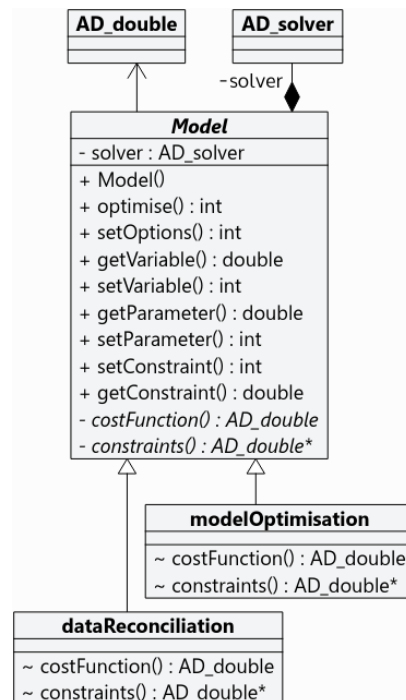 AD_double
AD_solver
-solver
Model
- solver : AD_solver
+ Model()
+ optimise() : int
+ setOptions() : int
+ getVariable() : double
+ setVariable() : int
+ getParameter() : double
+ setParameter() : int
+ setConstraint() : int
+ getConstraint() : double
- costFunction() : AD_double
- constraints() : AD_double*
modelOptimisation
~ costFunction() : AD_double
~ constraints() : AD_double*
dataReconciliation
~ costFunction() : AD_double
~ constraints() : AD_double*